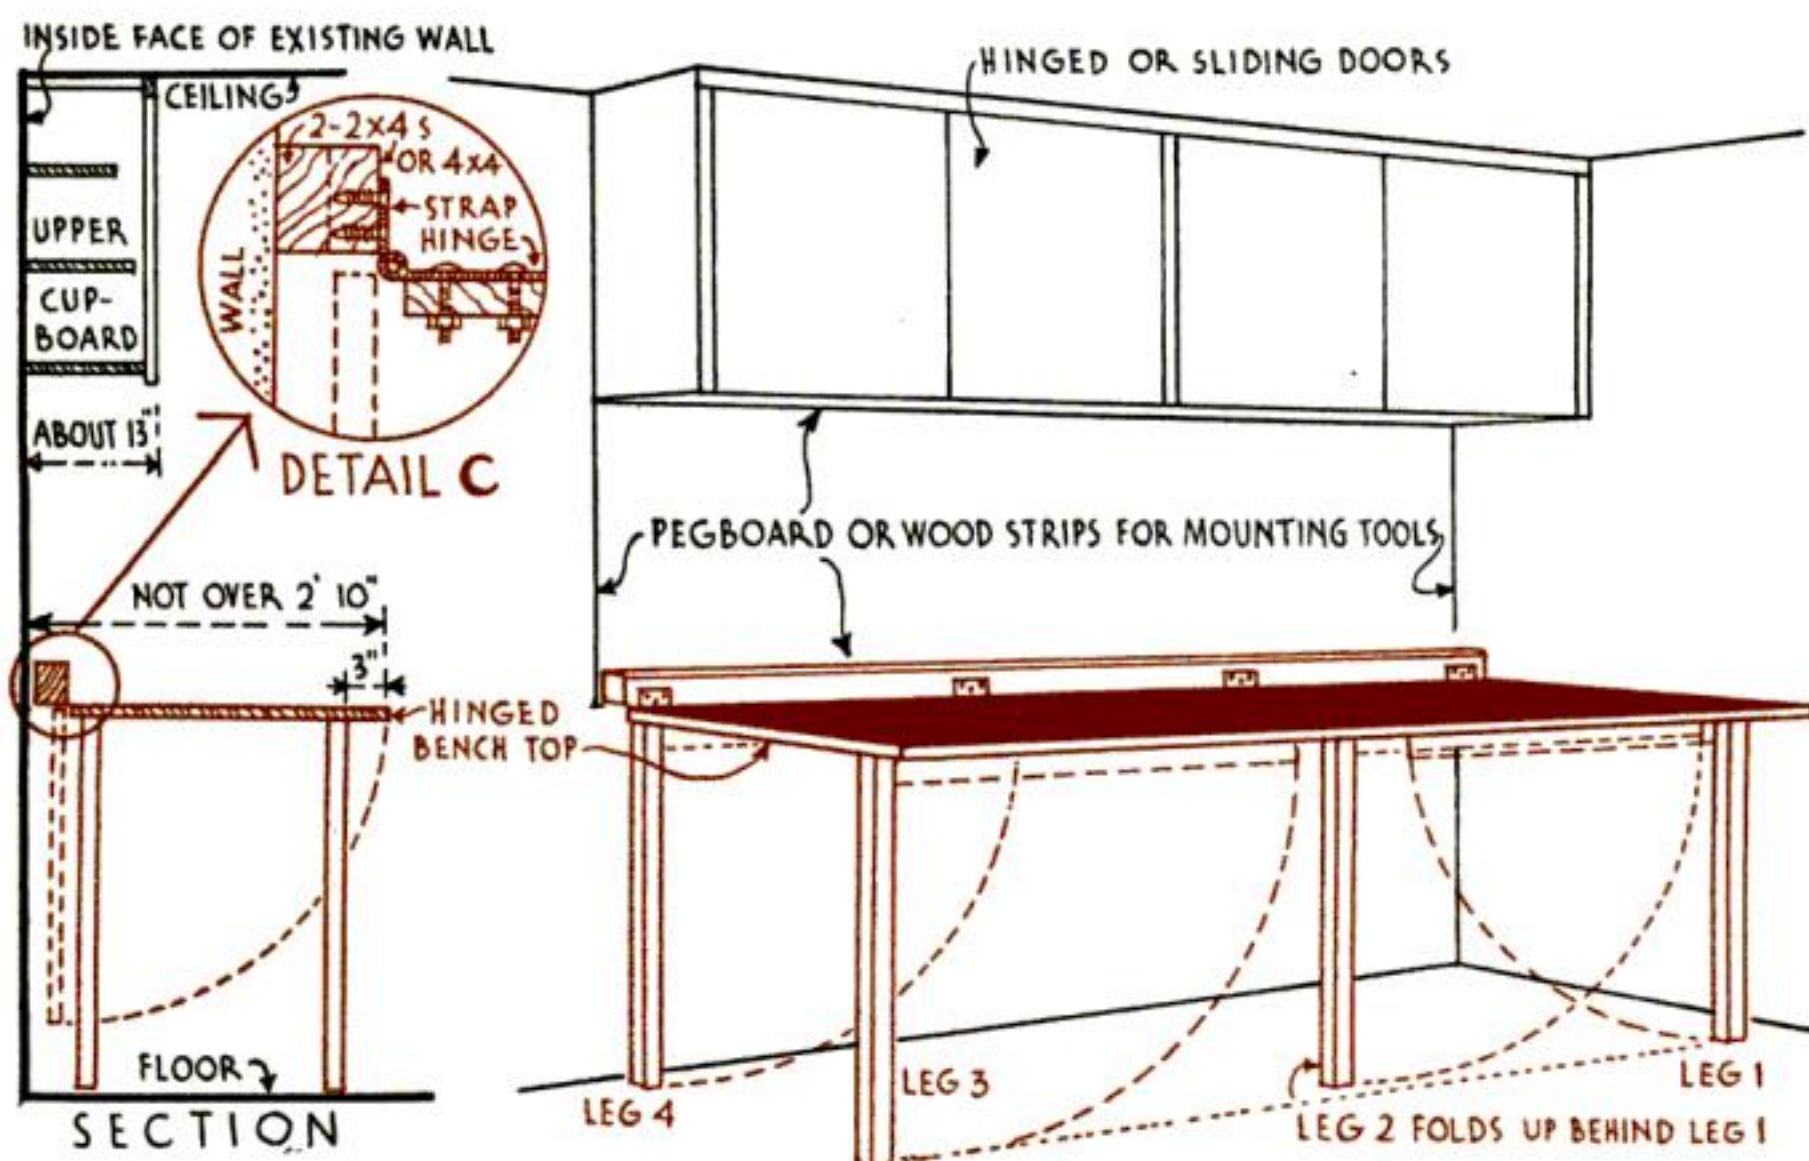 INSIDE FACE OF EXISTING WALL
CEILING
UPPER
CUP-
BOARD
ABOUT 13"
2-2x4 S
OR 4x4
STRAP
HINGE
WALL
DETAIL C
HINGED OR SLIDING DOORS
PEGBOARD OR WOOD STRIPS FOR MOUNTING TOOLS
NOT OVER 2' 10"
3"
HINGED
BENCH TOP
FLOOR
SECTION
LEG 4
LEG 3
LEG 1
LEG 2 FOLDS UP BEHIND LEG 1